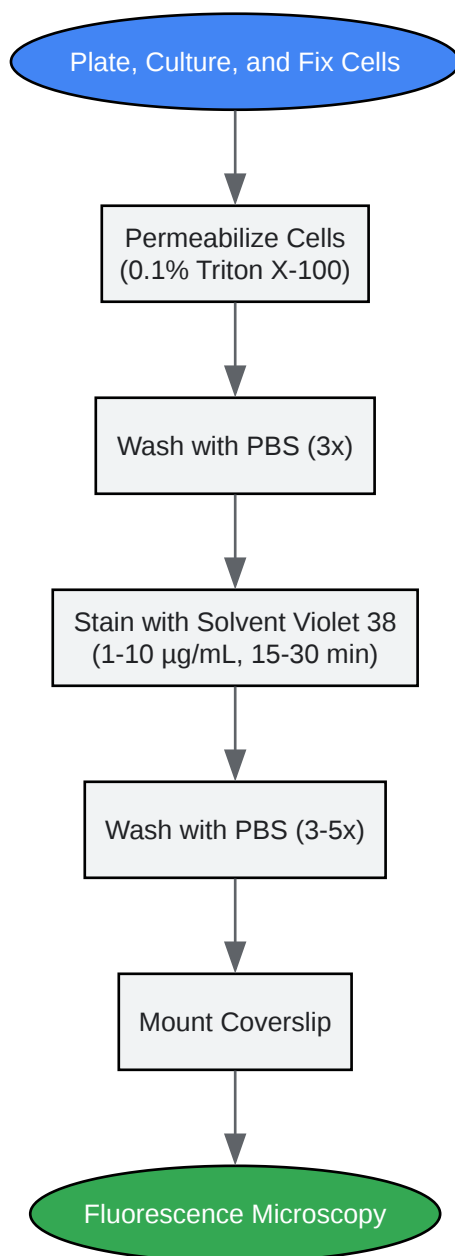 Plate, Culture, and Fix Cells
Permeabilize Cells
(0.1% Triton X-100)
Wash with PBS (3x)
Stain with Solvent Violet 38
(1-10 µg/mL, 15-30 min)
Wash with PBS (3-5x)
Mount Coverslip
Fluorescence Microscopy